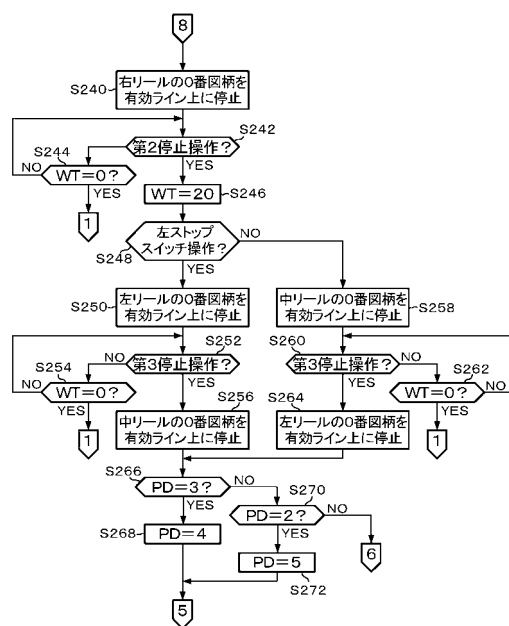 8
S240
右リールの0番図柄を
有効ライン上に停止
S242
第2停止操作?
S244
NO
WT=0?
YES
YES
1
WT=20
S246
左ストップ
スイッチ操作?
NO
S248
YES
S250
左リールの0番図柄を
有効ライン上に停止
中リールの0番図柄を
有効ライン上に停止
S258
S252
NO
第3停止操作?
S254
NO
WT=0?
YES
YES
1
S256
中リールの0番図柄を
有効ライン上に停止
S260
第3停止操作?
NO
S262
WT=0?
NO
YES
YES
1
S264
左リールの0番図柄を
有効ライン上に停止
S266
PD=3?
NO
YES
S270
PD=2?
NO
YES
S268
PD=4
6
PD=5
S272
5